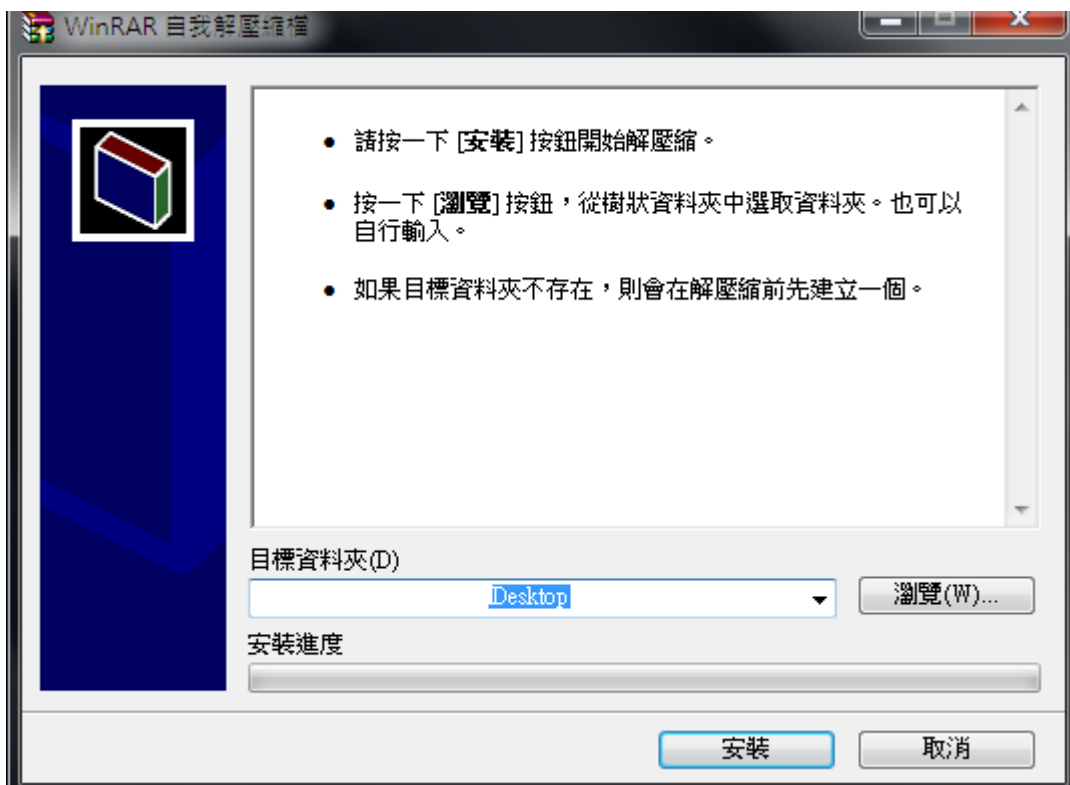 WinRAR 自我解壓縮檔
• 請按一下 [安裝] 按鈕開始解壓縮。
• 按一下 [瀏覽] 按鈕，從樹狀資料夾中選取資料夾。也可以
自行輸入。
• 如果目標資料夾不存在，則會在解壓縮前先建立一個。
目標資料夾(D)
Desktop
瀏覽(W)...
安裝進度
安裝
取消